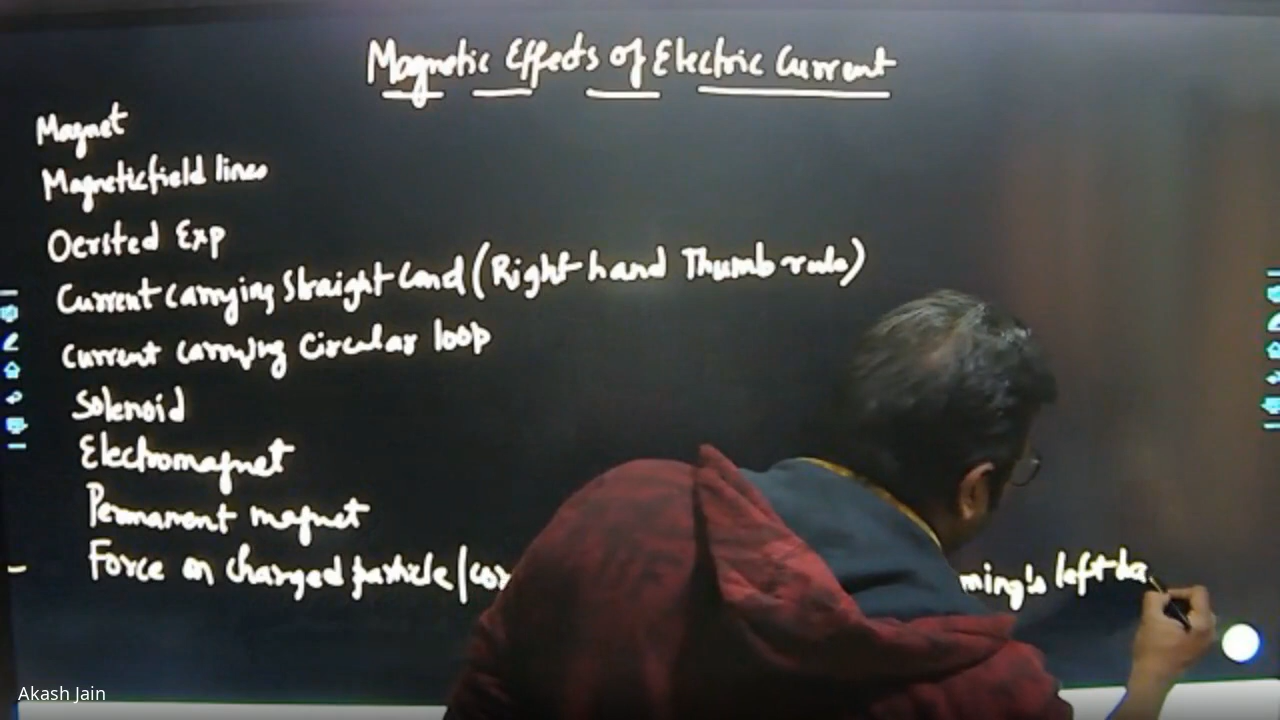 Magnetic Effects of Electric Current
Magnet
Magnetic field lines
Oersted Exp
Current carrying Straight Cond (Right hand Thumb rule)
Current carrying Circular loop
Solenoid
Electromagnet
Permanent magnet
Force on charged particle/ ming's left ha
Akash Jain